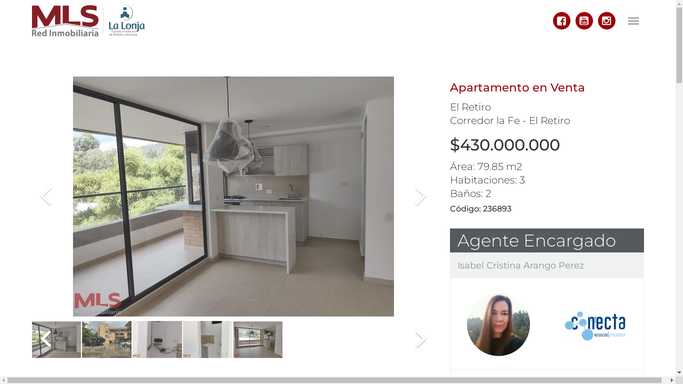 MLS
Red Inmobiliaria
La Lonja
Apartamento en Venta
El Retiro
Corredor la Fe - El Retiro
$430.000.000
Área: 79.85 m2
Habitaciones: 3
Baños: 2
Código: 236893
Agente Encargado
Isabel Cristina Arango Perez
MLS
conecta